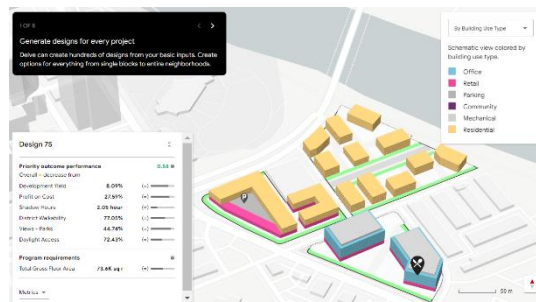 1 OF 5
Generate designs for every project
Delve can create hundreds of designs from your basic inputs. Create
options for everything from single blocks to entire neighborhoods.
By Building Use Type
Schematic view colored by
building use type.
Office
Retail
Parking
Community
Mechanical
Residential
Design 75
Priority outcome performance
Overall
decrease from
Development Yield 8.09%
Profit on Cost 27.59%
Shadow Hours 2.05 hour
District Walkability 77.05%
Views - Parks 44.74%
Daylight Access 72.43%
Program requirements
Total Gross Floor Area
Metrics
P
50 m